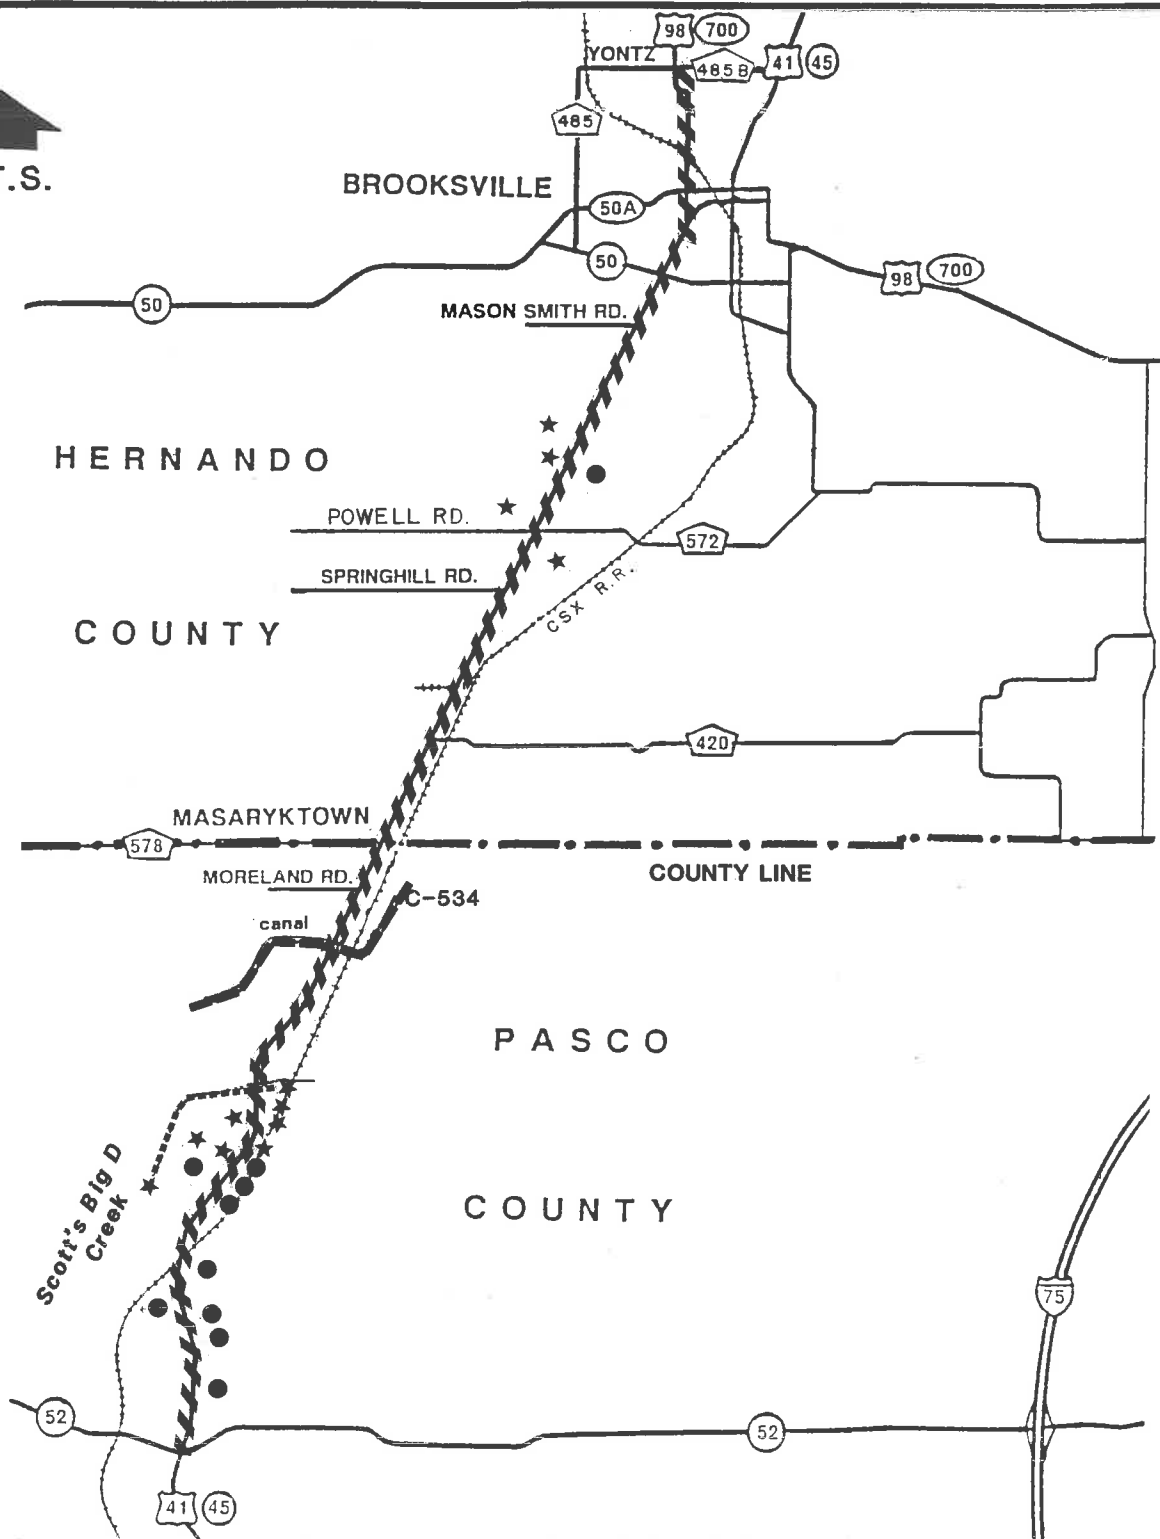 98 700
YONTZ
485B
41 45
485
T.S.
BROOKSVILLE
50A
50
98 700
50
MASON SMITH RD.
HERNANDO
POWELL RD.
572
SPRINGHILL RD.
CSX R.R.
COUNTY
420
MASARYKTOWN
578
COUNTY LINE
MORELAND RD.
C-534
canal
PASCO
Scott's Big D
Creek
COUNTY
75
52
52
41 45